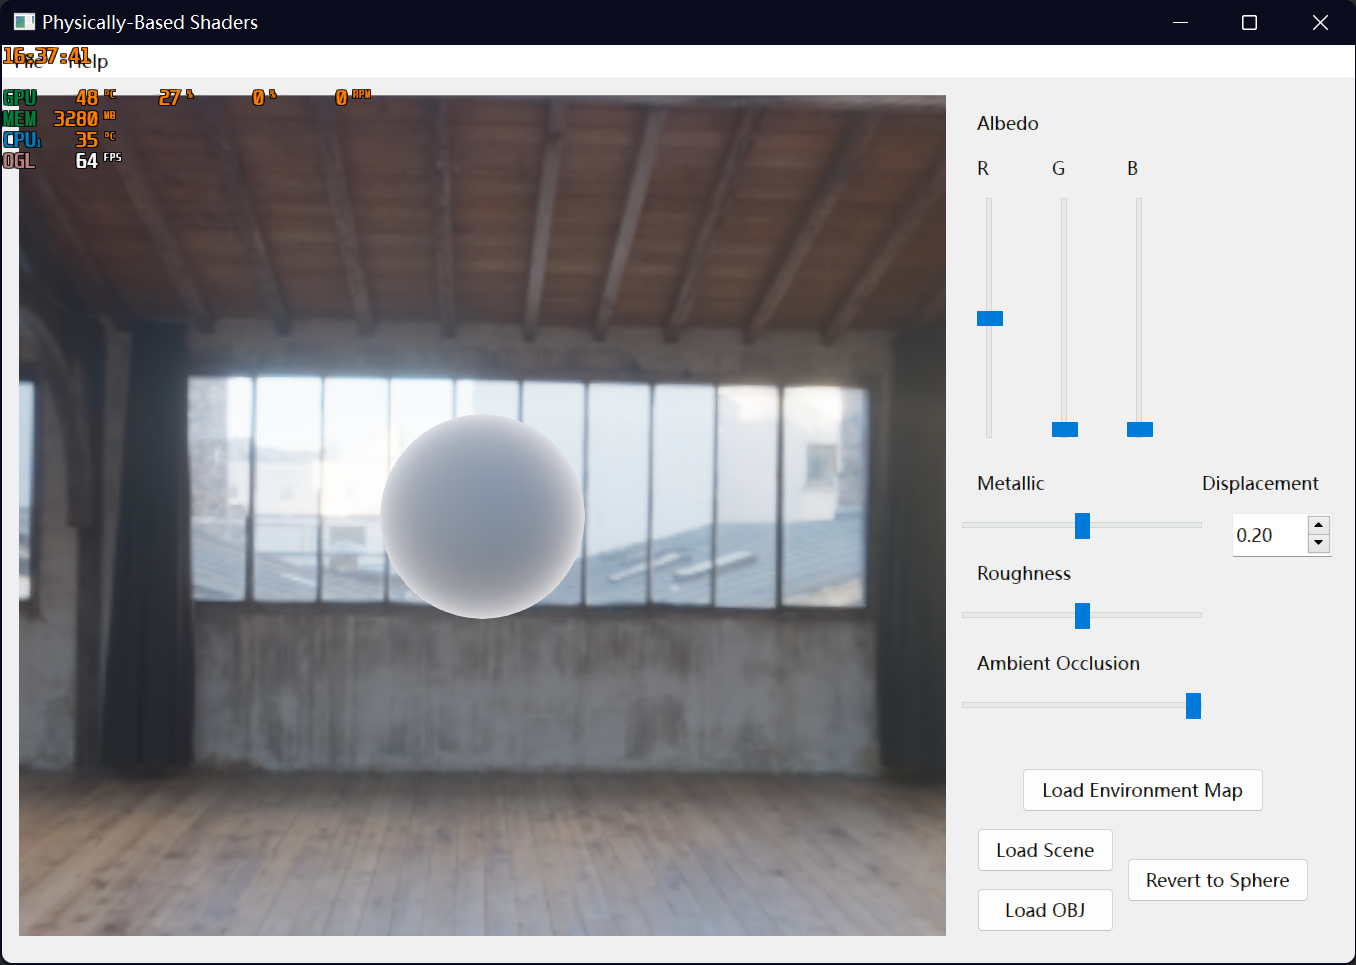 Physically-Based Shaders
16:37:41
Help
GPU 48 °C 27 % 0 % 0 RPM
MEM 3280 MB
CPU1 35 °C
OGL 64 FPS
Albedo
R G B
Metallic Displacement
0.20
Roughness
Ambient Occlusion
Load Environment Map
Load Scene
Revert to Sphere
Load OBJ